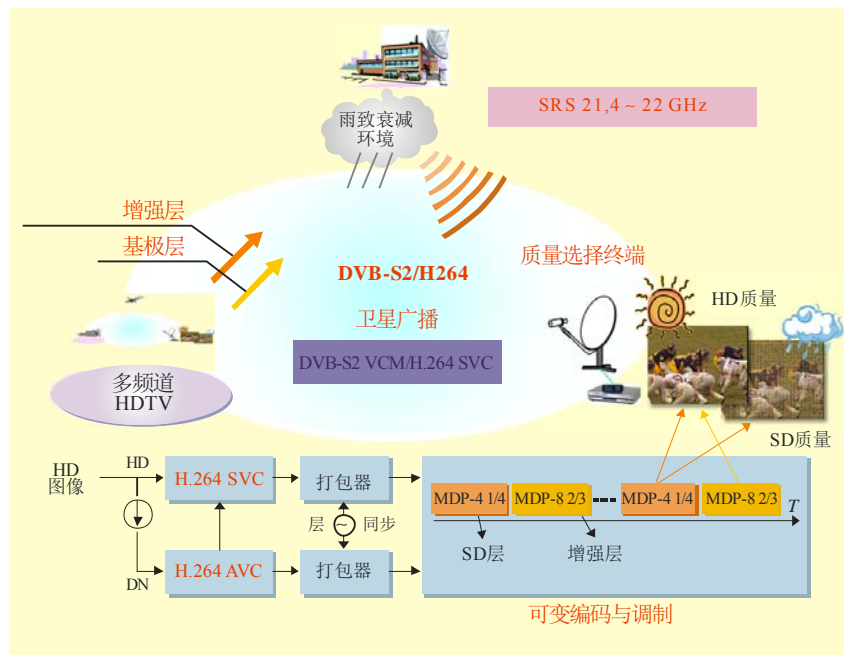 雨致衰减
环境
SRS 21,4 ~ 22 GHz
增强层
基极层
DVB-S2/H264
质量选择终端
卫星广播
HD质量
DVB-S2 VCM/H.264 SVC
多频道
HDTV
SD质量
HD
图像
HD
H.264 SVC
打包器
MDP-4 1/4
MDP-8 2/3
MDP-4 1/4
MDP-8 2/3
T
层 ~ 同步
SD层
增强层
DN
H.264 AVC
打包器
可变编码与调制